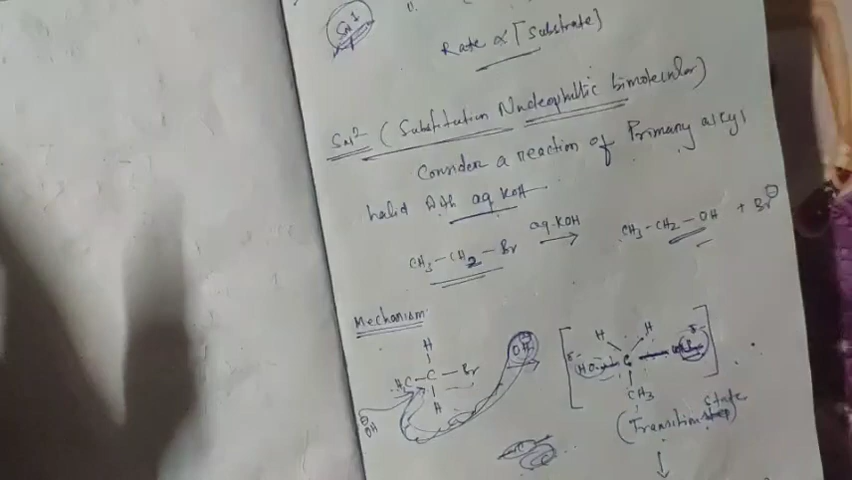 SN1
Rate ∝ [Substrate]
SN2 (Substitution Nucleophilic bimolecular)
Consider a reaction of Primary alkyl
halid with aq KOH
CH3-CH2-Br aq.KOH → CH3-CH2-OH + Br⊖
Mechanism
H
H3C-C-Br OH⊖ → [δ- HO C H H Br δ-]
H CH3
⊖OH
(Transition state)
↓